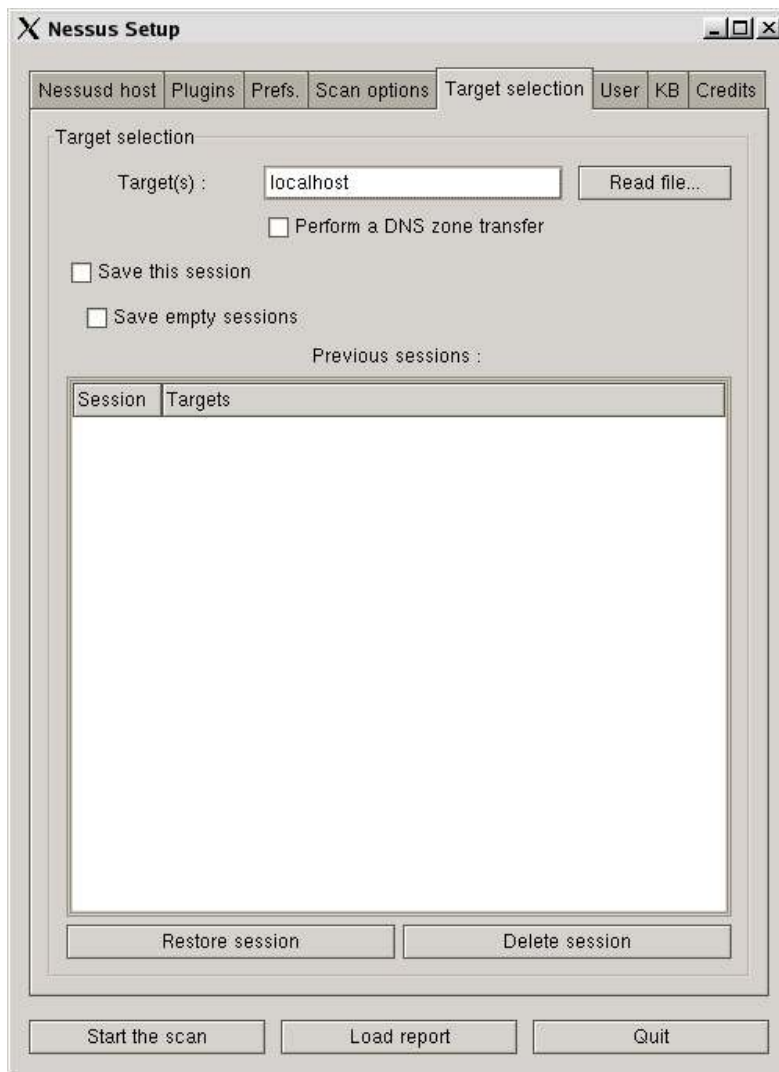 Nessus Setup
Nessusd host Plugins Prefs. Scan options Target selection User KB Credits
Target selection
Target(s) : localhost Read file...
Perform a DNS zone transfer
Save this session
Save empty sessions
Previous sessions :
Session Targets
Restore session Delete session
Start the scan Load report Quit